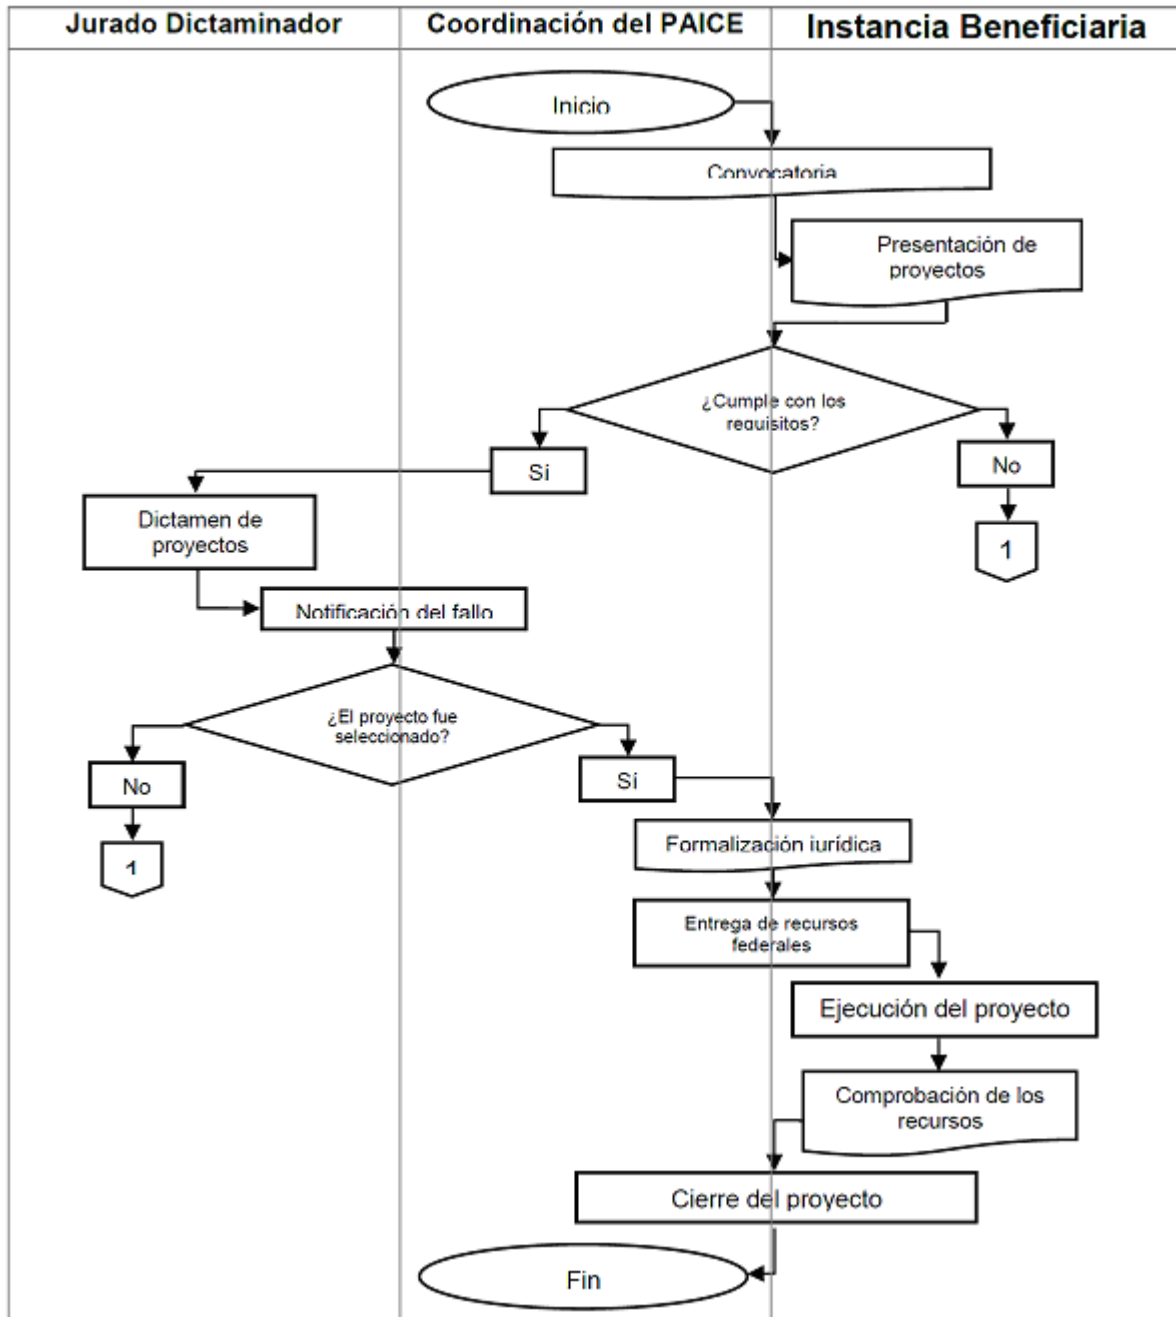 Jurado Dictaminador
Coordinación del PAICE
Instancia Beneficiaria
Inicio
Convocatoria
Presentación de
proyectos
¿Cumple con los
requisitos?
Si
No
1
Dictamen de
proyectos
Notificación del fallo
¿El proyecto fue
seleccionado?
No
1
Si
Formalización jurídica
Entrega de recursos
federales
Ejecución del proyecto
Comprobación de los
recursos
Cierre del proyecto
Fin